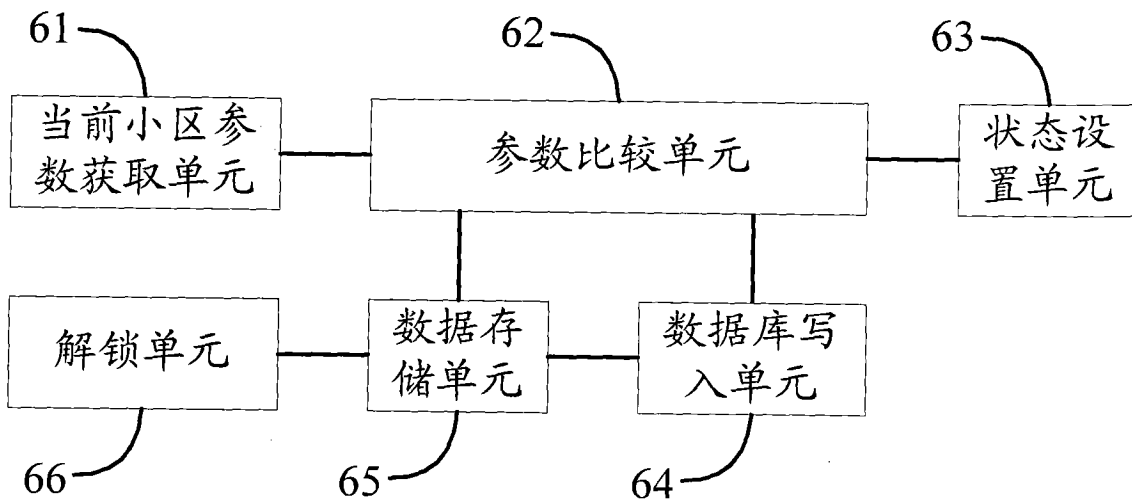 61
62
63
当前小区参
数获取单元
参数比较单元
状态设
置单元
解锁单元
数据存
储单元
数据库写
入单元
66
65
64